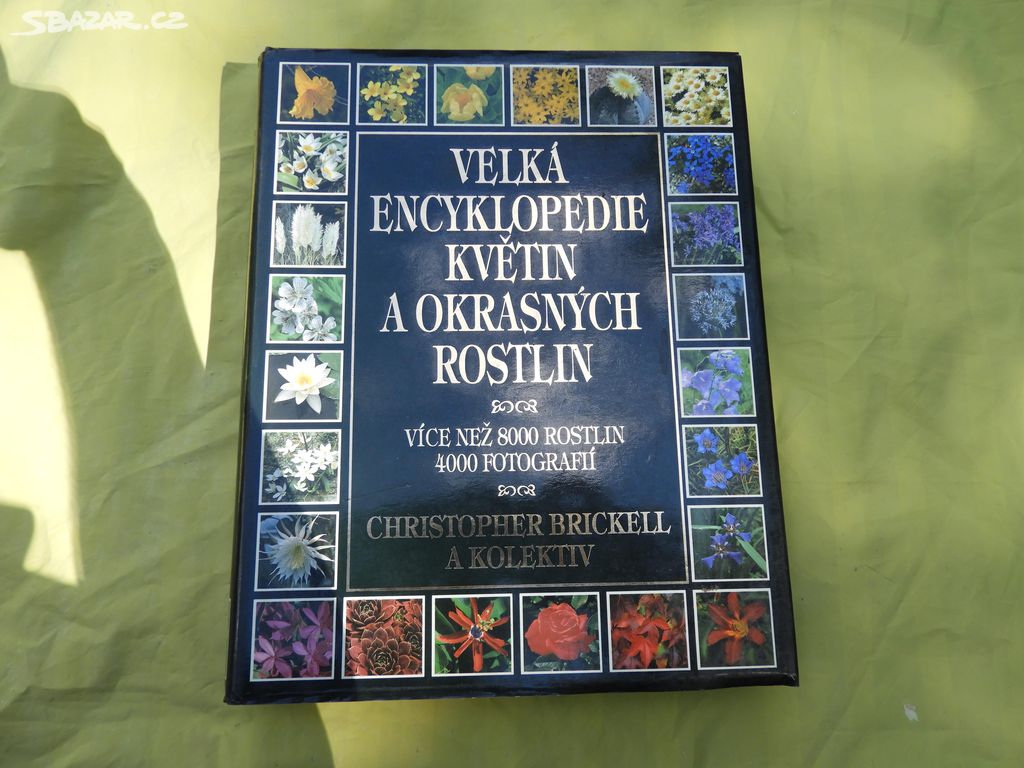 SBAZAR.CZ
VELKÁ
ENCYKLOPEDIE
KVĚTIN
A OKRASNÝCH
ROSTLIN
VÍCE NEŽ 8000 ROSTLIN
4000 FOTOGRAFIÍ
CHRISTOPHER BRICKELL
A KOLEKTIV